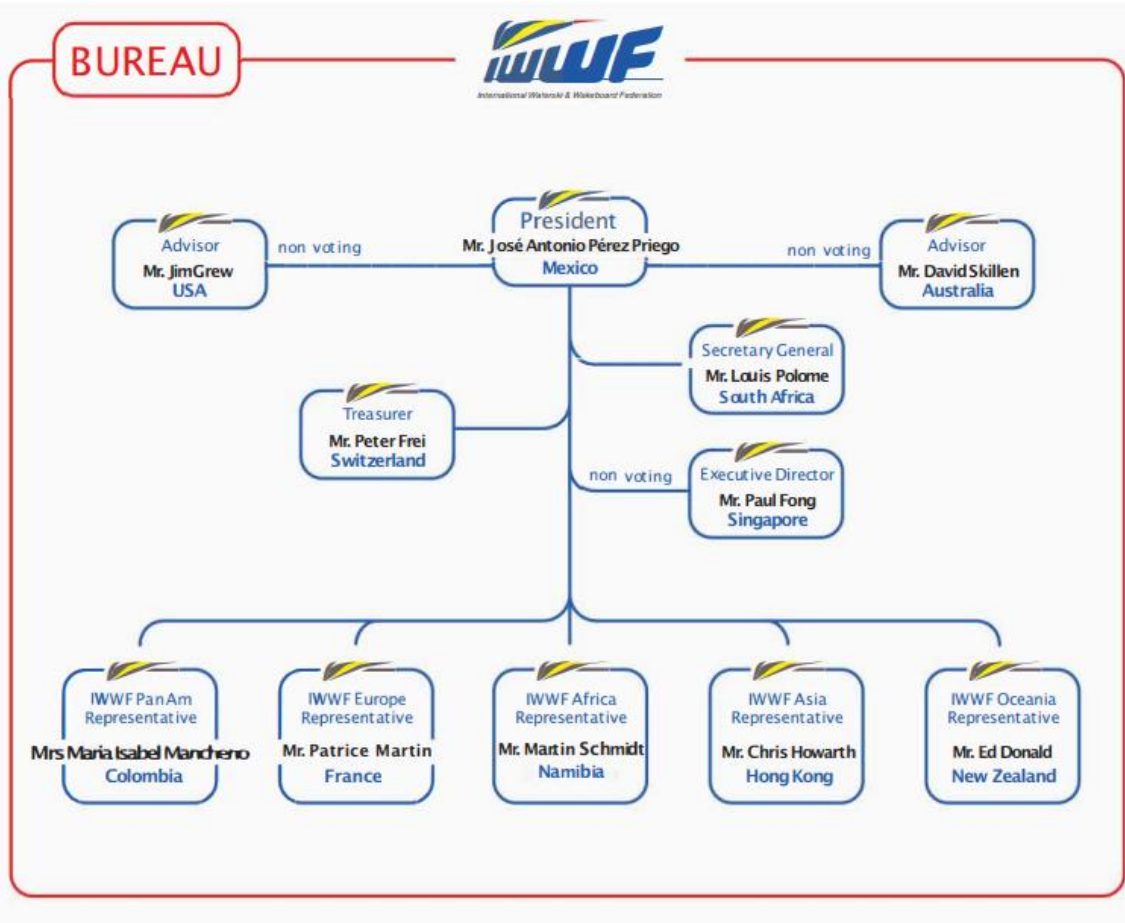 BUREAU
IWWF
International Waterski & Wakeboard Federation
President
Mr. José Antonio Pérez Priego
Mexico
Advisor
Mr. Jim Grew
USA
non voting
non voting
Advisor
Mr. David Skillen
Australia
Secretary General
Mr. Louis Polome
South Africa
Treasurer
Mr. Peter Frei
Switzerland
non voting
Executive Director
Mr. Paul Fong
Singapore
IWWF PanAm
Representative
Mrs Maria Isabel Mancheno
Colombia
IWWF Europe
Representative
Mr. Patrice Martin
France
IWWF Africa
Representative
Mr. Martin Schmidt
Namibia
IWWF Asia
Representative
Mr. Chris Howarth
Hong Kong
IWWF Oceania
Representative
Mr. Ed Donald
New Zealand